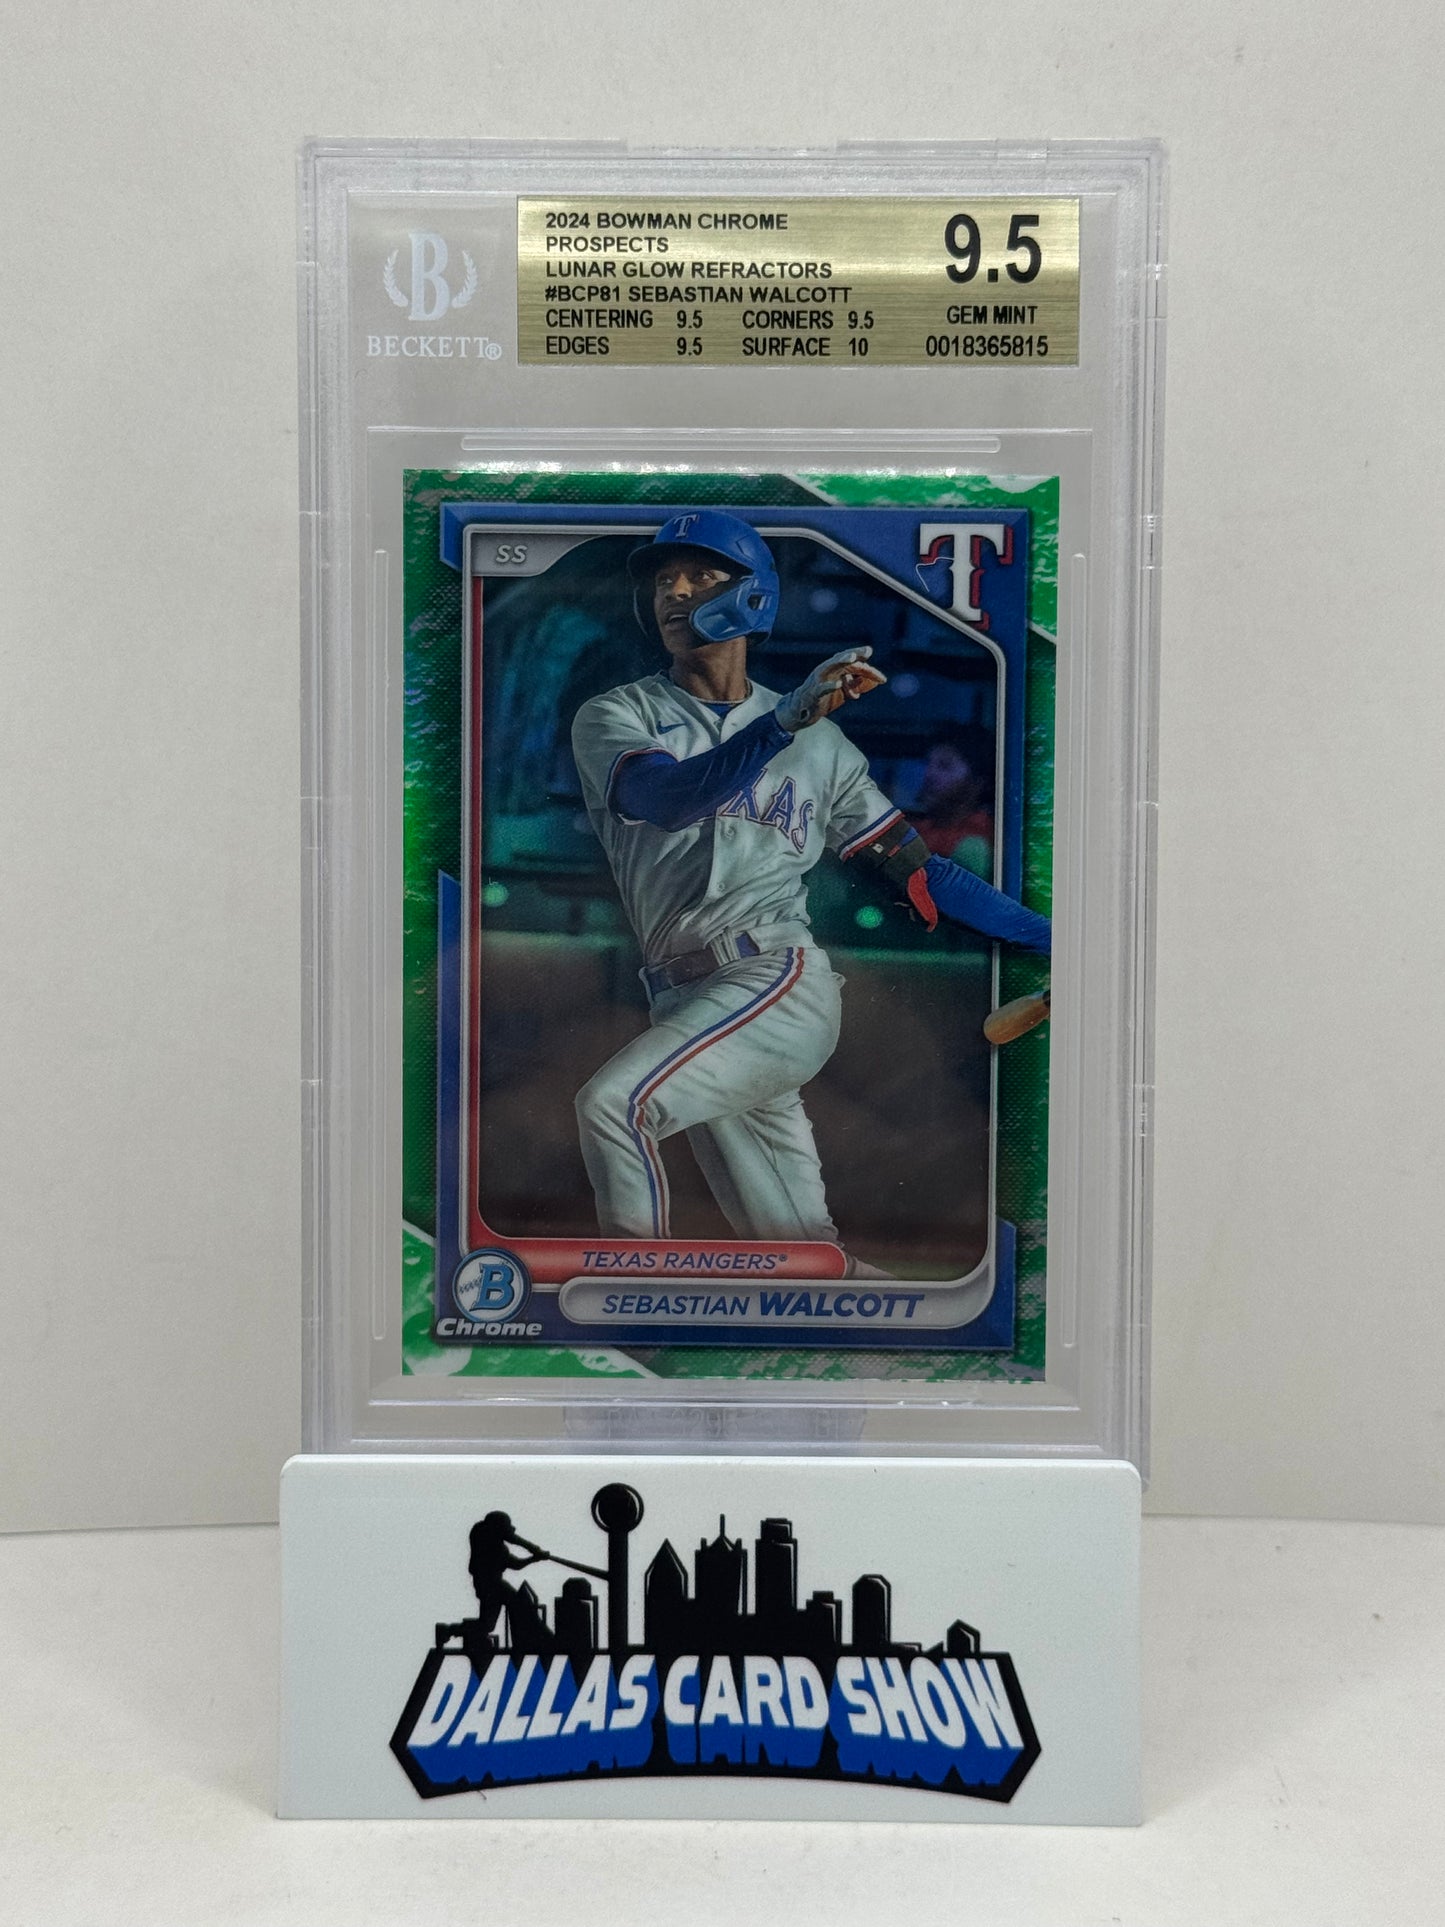 B
BECKETT®
2024 BOWMAN CHROME
PROSPECTS
LUNAR GLOW REFRACTORS
#BCP81 SEBASTIAN WALCOTT
CENTERING 9.5 CORNERS 9.5
EDGES 9.5 SURFACE 10
9.5
GEM MINT
0018365815
SS
T
T
TEXAS
TEXAS RANGERS®
SEBASTIAN WALCOTT
B
Chrome
DALLAS CARD SHOW